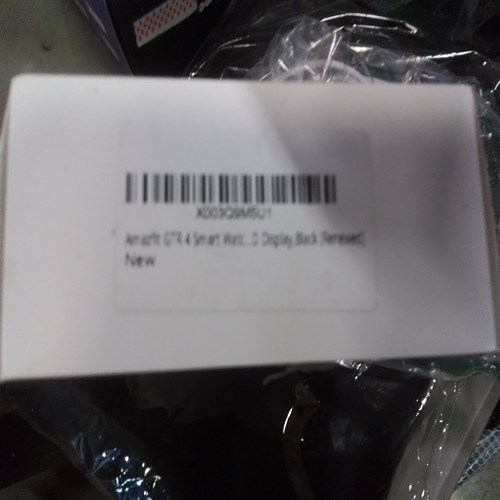 X003Q9M5U1
Amazfit GTR 4 Smart Watc...D Display,Black (Renewed)
New